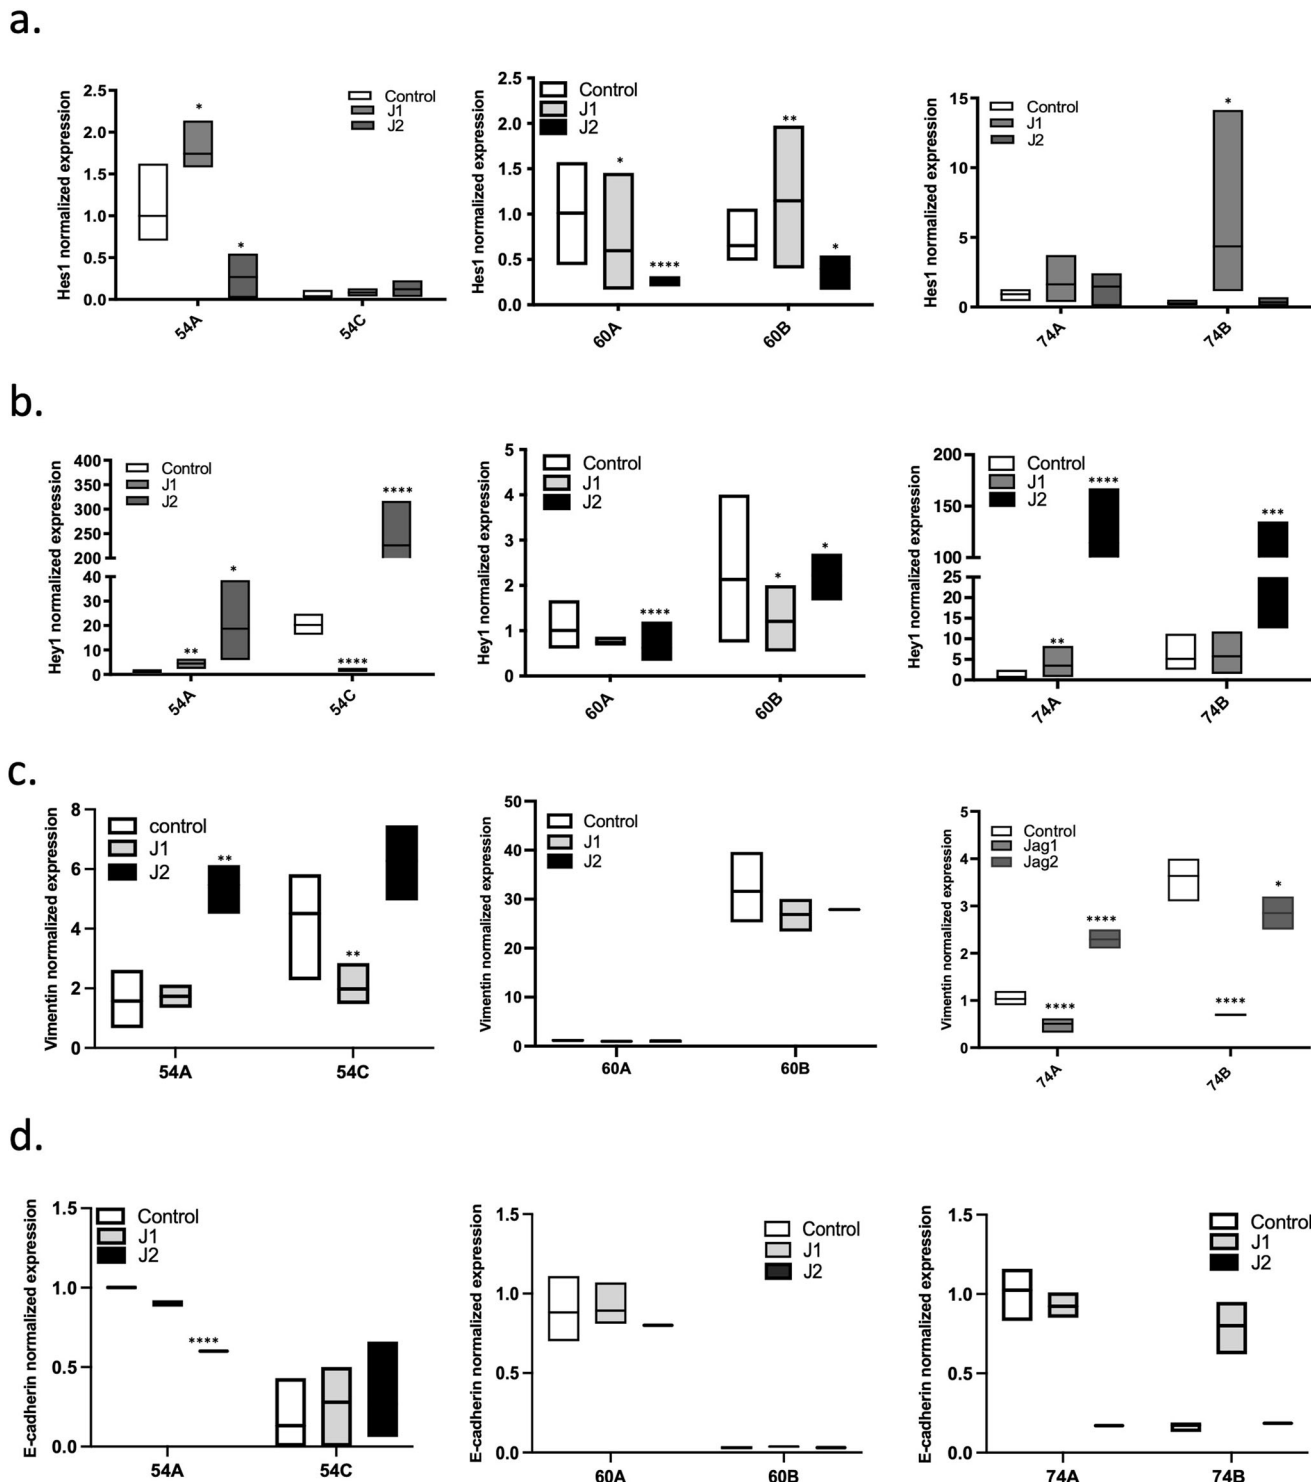 a.
Hes1 normalized expression
2.5
2.0
1.5
1.0
0.5
0.0
*
*
Control
J1
J2
54A
54C
Hes1 normalized expression
2.5
2.0
1.5
1.0
0.5
0.0
Control
J1
J2
*
****
**
*
60A
60B
Hes1 normalized expression
15
10
5
0
Control
J1
J2
*
74A
74B
b.
Hey1 normalized expression
400
350
300
250
200
40
30
20
10
0
Control
J1
J2
**
*
****
****
54A
54C
Hey1 normalized expression
5
4
3
2
1
0
Control
J1
J2
****
*
*
60A
60B
Hey1 normalized expression
200
150
100
25
20
15
10
5
0
Control
J1
J2
**
****
***
74A
74B
c.
Vimentin normalized expression
8
6
4
2
0
control
J1
J2
**
**
54A
54C
Vimentin normalized expression
50
40
30
20
10
0
Control
J1
J2
60A
60B
Vimentin normalized expression
5
4
3
2
1
0
Control
Jag1
Jag2
****
****
****
*
74A
74B
d.
E-cadherin normalized expression
1.5
1.0
0.5
0.0
Control
J1
J2
****
54A
54C
E-cadherin normalized expression
1.5
1.0
0.5
0.0
Control
J1
J2
60A
60B
E-cadherin normalized expression
1.5
1.0
0.5
0.0
Control
J1
J2
74A
74B